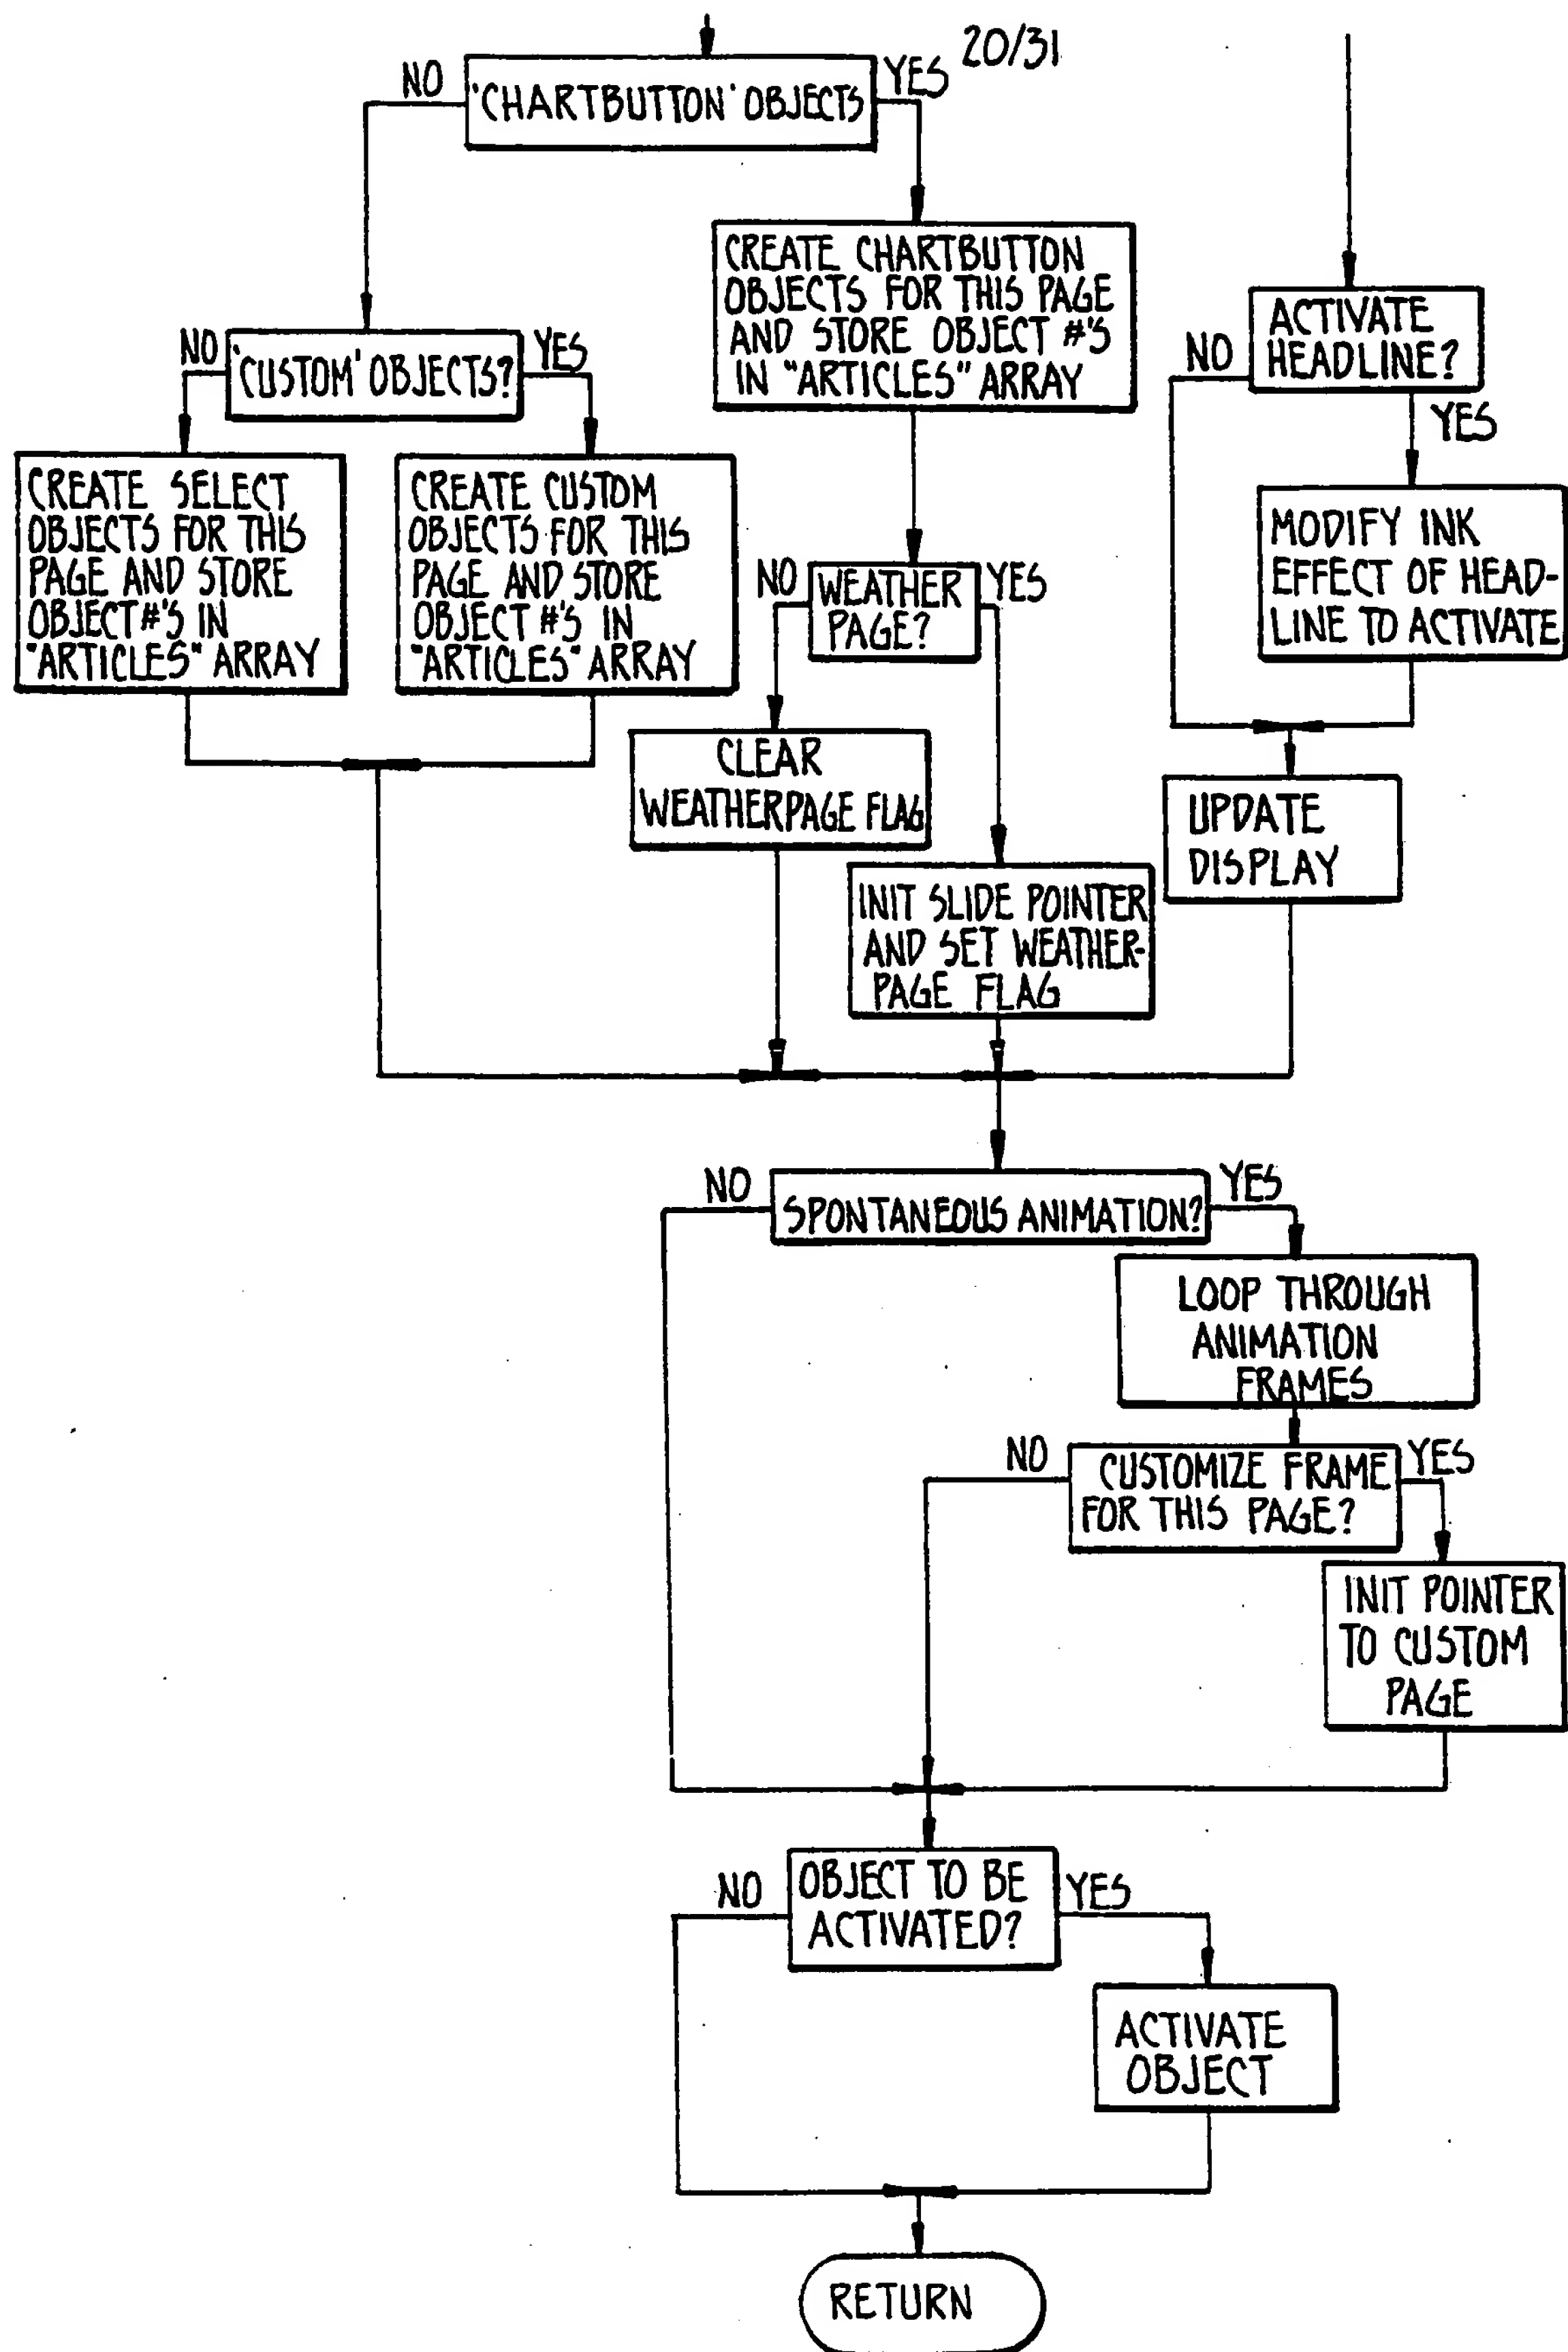 20/31
NO
YES
'CHARTBUTTON' OBJECTS
CREATE CHARTBUTTON
OBJECTS FOR THIS PAGE
AND STORE OBJECT #'S
IN "ARTICLES" ARRAY
ACTIVATE
HEADLINE?
NO
YES
NO
'CUSTOM' OBJECTS?
YES
CREATE SELECT
OBJECTS FOR THIS
PAGE AND STORE
OBJECT #'S IN
"ARTICLES" ARRAY
CREATE CUSTOM
OBJECTS FOR THIS
PAGE AND STORE
OBJECT #'S IN
"ARTICLES" ARRAY
MODIFY INK
EFFECT OF HEAD-
LINE TO ACTIVATE
NO
WEATHER
PAGE?
YES
CLEAR
WEATHERPAGE FLAG
UPDATE
DISPLAY
INIT SLIDE POINTER
AND SET WEATHER-
PAGE FLAG
NO
SPONTANEOUS ANIMATION?
YES
LOOP THROUGH
ANIMATION
FRAMES
NO
CUSTOMIZE FRAME
FOR THIS PAGE?
YES
INIT POINTER
TO CUSTOM
PAGE
NO
OBJECT TO BE
ACTIVATED?
YES
ACTIVATE
OBJECT
RETURN